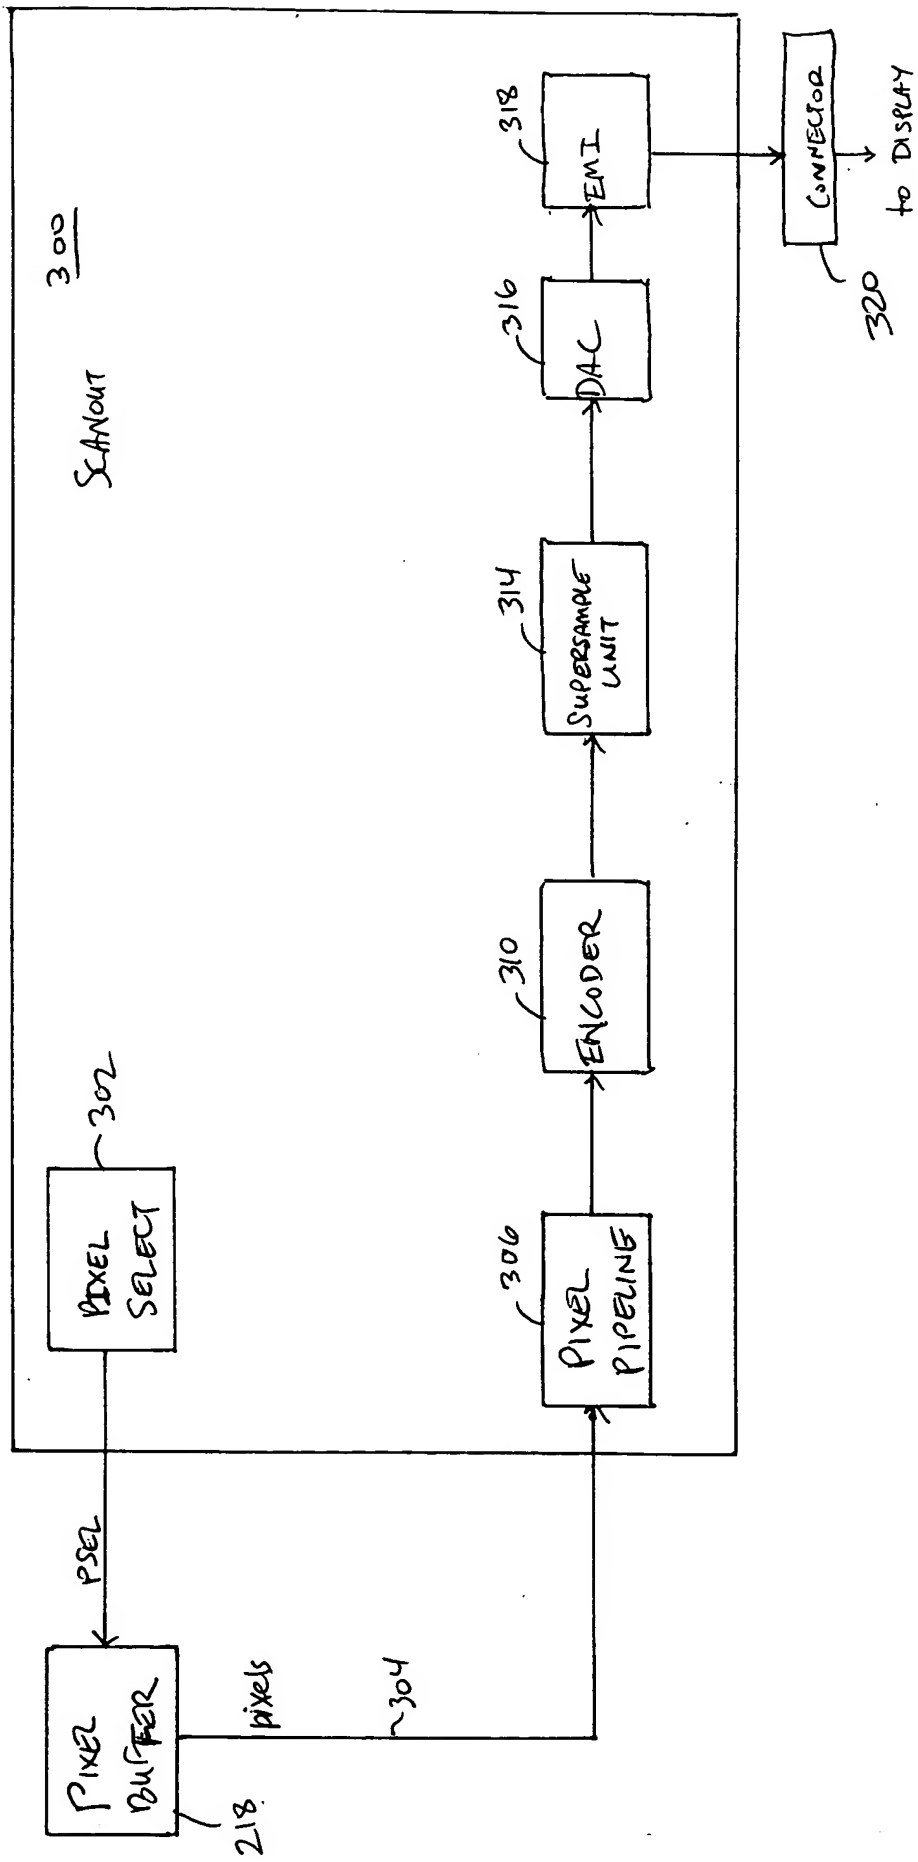 SCANOUT
300
PIXEL
BUFFER
218
PSEL
PIXEL
SELECT
302
pixels
304
PIXEL
PIPELINE
306
ENCODER
310
SUPERSAMPLE
UNIT
314
DAC
316
EMI
318
CONNECTOR
320
to DISPLAY